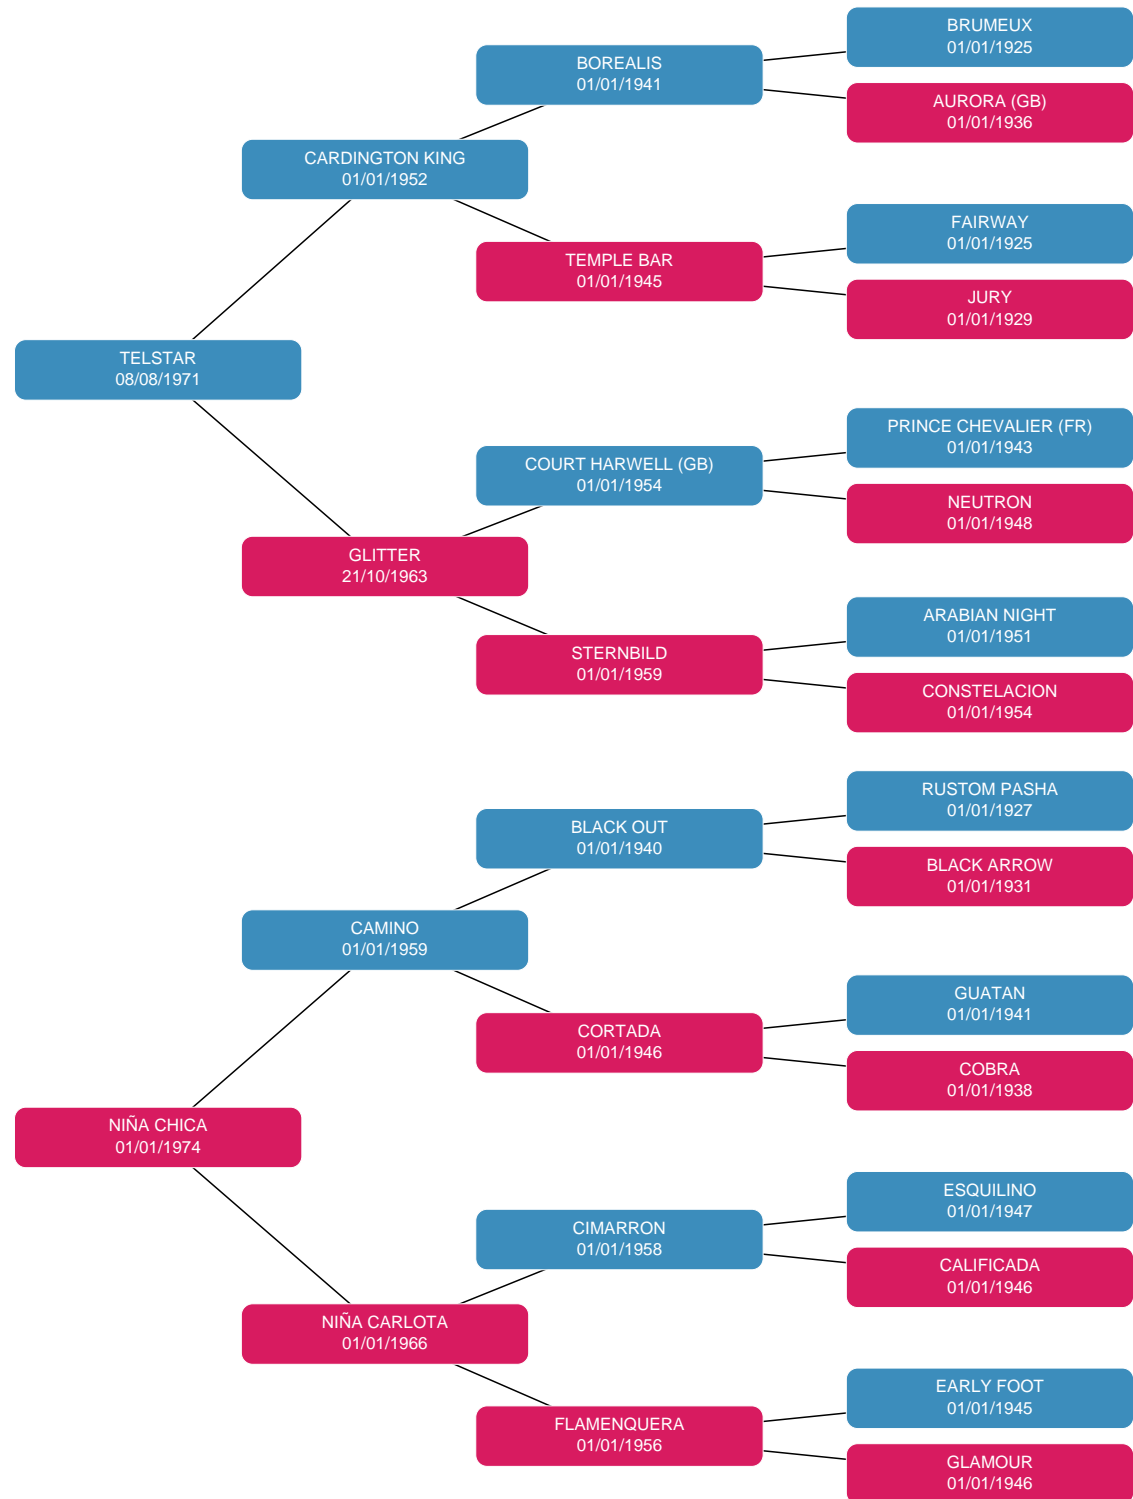 BRUMEUX
01/01/1925
BOREALIS
01/01/1941
AURORA (GB)
01/01/1936
CARDINGTON KING
01/01/1952
FAIRWAY
01/01/1925
TEMPLE BAR
01/01/1945
JURY
01/01/1929
TELSTAR
08/08/1971
PRINCE CHEVALIER (FR)
01/01/1943
COURT HARWELL (GB)
01/01/1954
NEUTRON
01/01/1948
GLITTER
21/10/1963
ARABIAN NIGHT
01/01/1951
STERNBILD
01/01/1959
CONSTELACION
01/01/1954
RUSTOM PASHA
01/01/1927
BLACK OUT
01/01/1940
BLACK ARROW
01/01/1931
CAMINO
01/01/1959
GUATAN
01/01/1941
CORTADA
01/01/1946
COBRA
01/01/1938
NIÑA CHICA
01/01/1974
ESQUILINO
01/01/1947
CIMARRON
01/01/1958
CALIFICADA
01/01/1946
NIÑA CARLOTA
01/01/1966
EARLY FOOT
01/01/1945
FLAMENQUERA
01/01/1956
GLAMOUR
01/01/1946